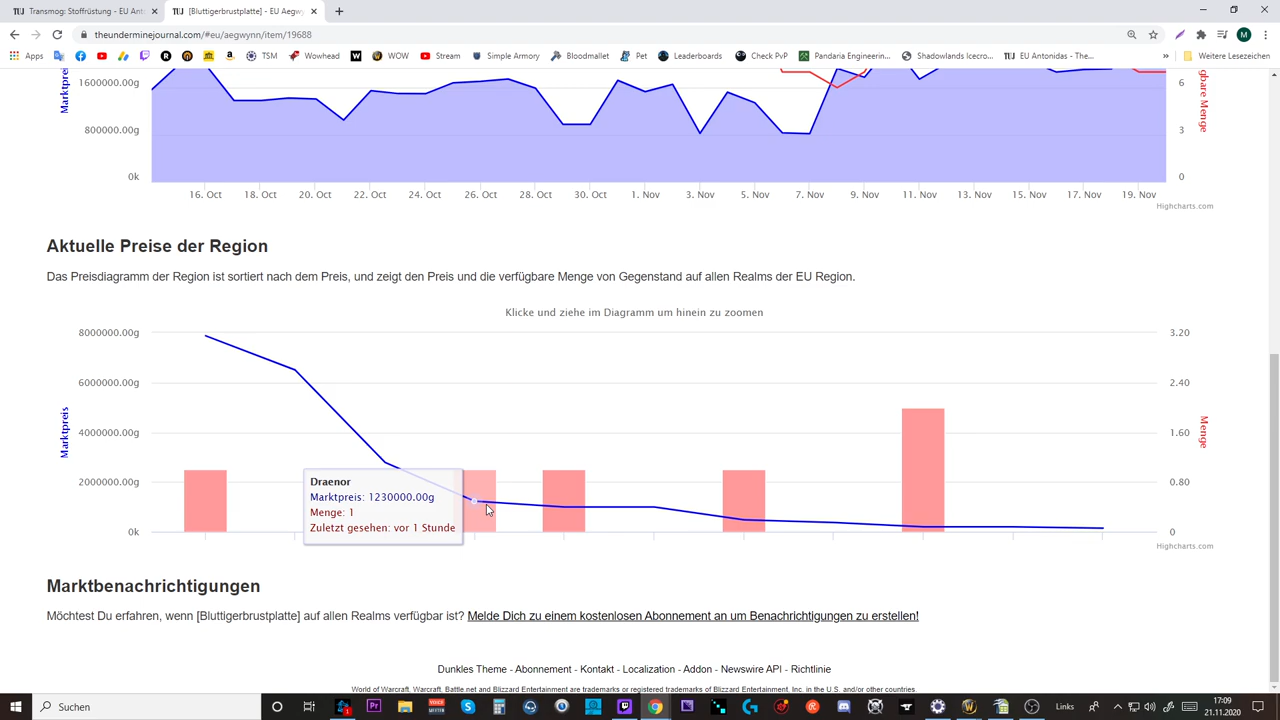 Transmog: Stoffrüstung - EU Ant
[Bluttigerbrustplatte] - EU Aegw
theunderminejournal.com/#eu/aegwynn/item/19688
Apps
TSM
Wowhead
WOW
Stream
Simple Armory
Bloodmallet
Pet
Leaderboards
Check PvP
Pandaria Engineerin...
Shadowlands Icecro...
EU Antonidas - The...
»
Weitere Lesezeichen
Marktprei
1600000.00g
800000.00g
0k
6
3
0
gbare Menge
16. Oct
18. Oct
20. Oct
22. Oct
24. Oct
26. Oct
28. Oct
30. Oct
1. Nov
3. Nov
5. Nov
7. Nov
9. Nov
11. Nov
13. Nov
15. Nov
17. Nov
19. Nov
Highcharts.com
Aktuelle Preise der Region
Das Preisdiagramm der Region ist sortiert nach dem Preis, und zeigt den Preis und die verfügbare Menge von Gegenstand auf allen Realms der EU Region.
Klicke und ziehe im Diagramm um hinein zu zoomen
8000000.00g
6000000.00g
4000000.00g
2000000.00g
0k
Marktpreis
3.20
2.40
1.60
0.80
0
Menge
Draenor
Marktpreis: 1230000.00g
Menge: 1
Zuletzt gesehen: vor 1 Stunde
Highcharts.com
Marktbenachrichtigungen
Möchtest Du erfahren, wenn [Bluttigerbrustplatte] auf allen Realms verfügbar ist? Melde Dich zu einem kostenlosen Abonnement an um Benachrichtigungen zu erstellen!
Dunkles Theme - Abonnement - Kontakt - Localization - Addon - Newswire API - Richtlinie
World of Warcraft, Warcraft, Battle.net and Blizzard Entertainment are trademarks or registered trademarks of Blizzard Entertainment, Inc. in the U.S. and/or other countries.
Suchen
Links
17:09
21.11.2020